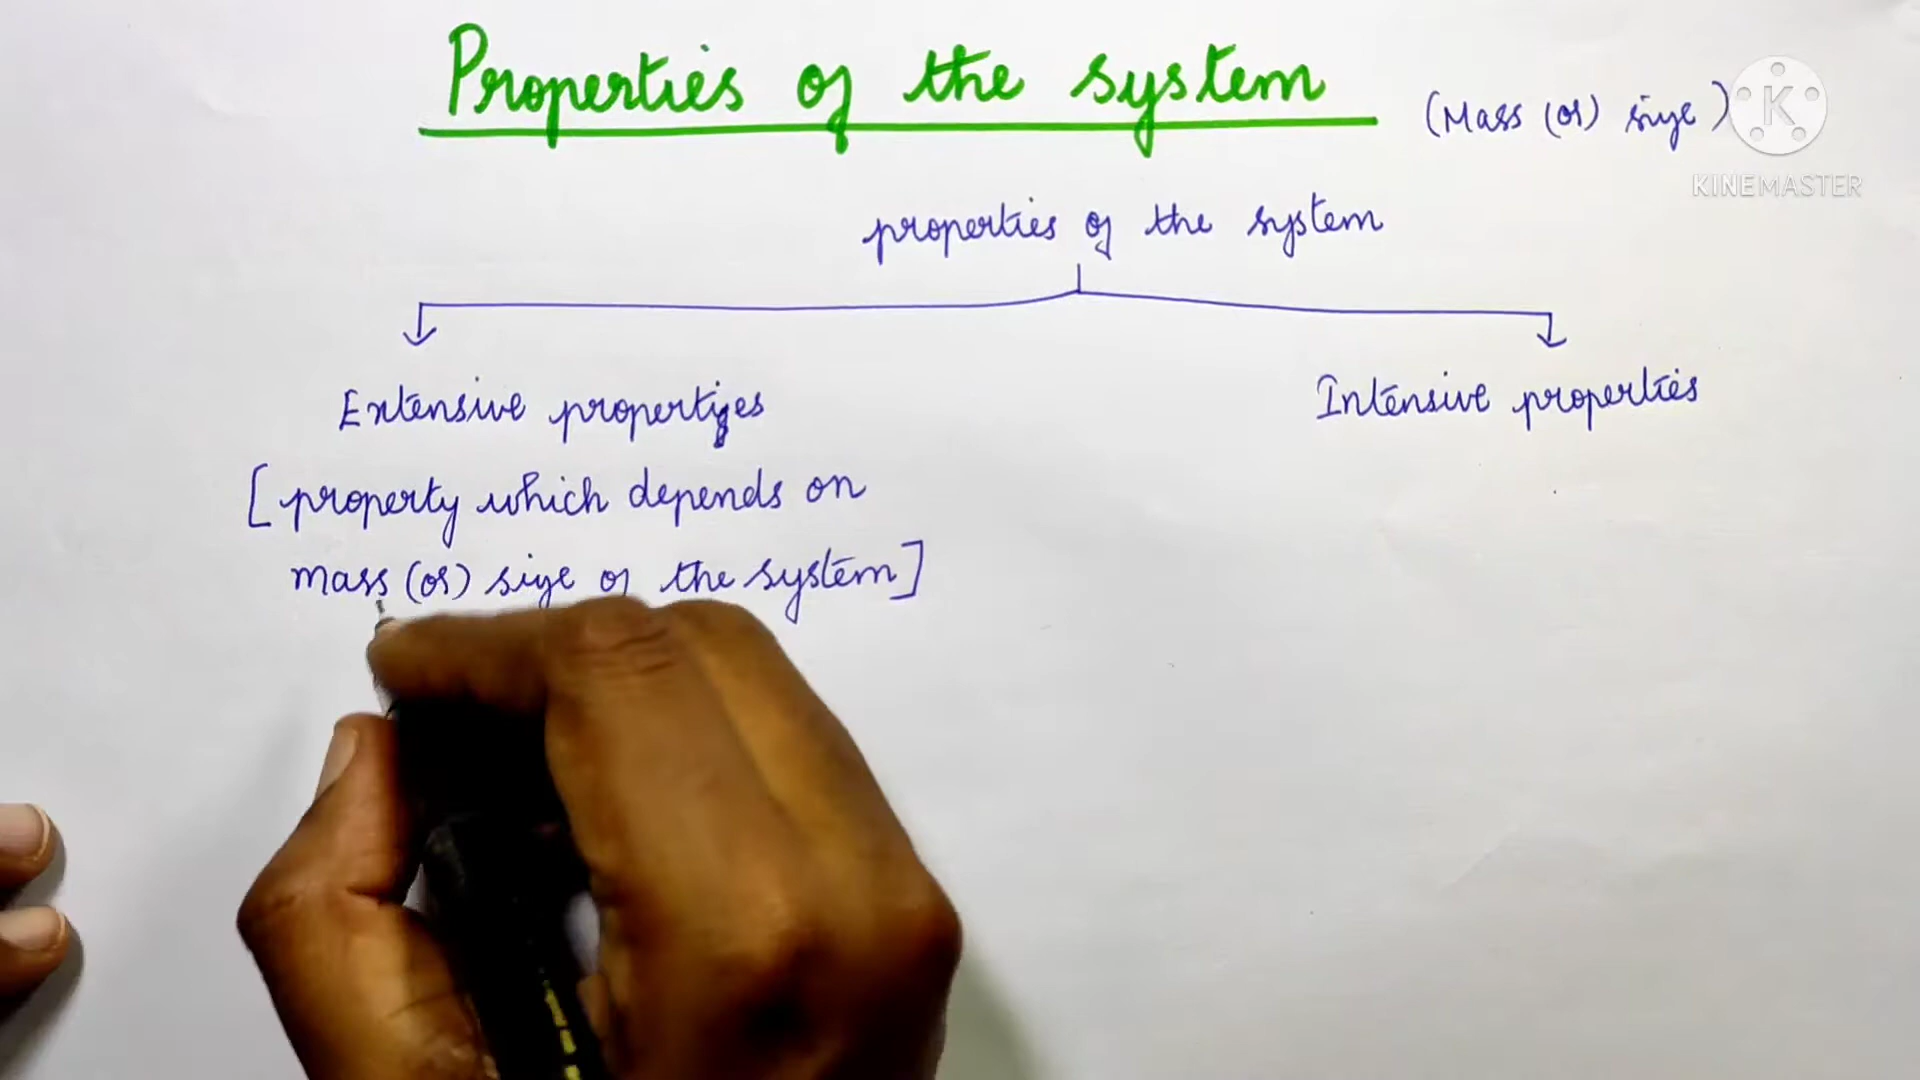 Properties of the system
(Mass (or) size)
K
KINEMASTER
properties of the system
Extensive properties
Intensive properties
[property which depends on
mass (or) size of the system]